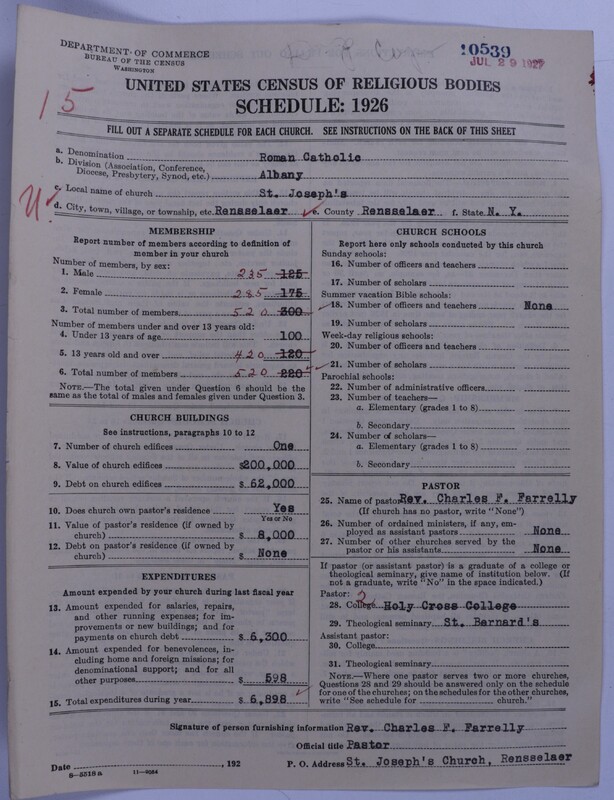 DEPARTMENT OF COMMERCE
BUREAU OF THE CENSUS
WASHINGTON
10539
JUL 29 1927
UNITED STATES CENSUS OF RELIGIOUS BODIES
15
SCHEDULE: 1926
FILL OUT A SEPARATE SCHEDULE FOR EACH CHURCH. SEE INSTRUCTIONS ON THE BACK OF THIS SHEET
a. Denomination Roman Catholic
b. Division (Association, Conference,
Diocese, Presbytery, Synod, etc.) Albany
c. Local name of church St. Joseph's
d. City, town, village, or township, etc. Rensselaer e. County Rensselaer f. State N. Y.
MEMBERSHIP
Report number of members according to definition of
member in your church
Number of members, by sex:
1. Male 235 125
2. Female 285 175
3. Total number of members 520 300
Number of members under and over 13 years old:
4. Under 13 years of age 100
5. 13 years old and over 420 120
6. Total number of members 520 220
NOTE.—The total given under Question 6 should be
same as the total of males and females given under Question 3.
CHURCH BUILDINGS
See instructions, paragraphs 10 to 12
7. Number of church edifices One
8. Value of church edifices $200,000
9. Debt on church edifices $ 62,000
10. Does church own pastor's residence? Yes
Yes or No
11. Value of pastor's residence (if owned by
church) $ 8,000
12. Debt on pastor's residence (if owned by
church) $ None
EXPENDITURES
Amount expended by your church during last fiscal year
13. Amount expended for salaries, repairs,
and other running expenses; for im-
provements or new buildings; and for
payments on church debt $ 6,300
14. Amount expended for benevolences, in-
cluding home and foreign missions; for
denominational support; and for all
other purposes $ 598
15. Total expenditures during year $ 6,898
CHURCH SCHOOLS
Report here only schools conducted by this church
Sunday schools:
16. Number of officers and teachers
17. Number of scholars
Summer vacation Bible schools:
18. Number of officers and teachers None
19. Number of scholars
Week-day religious schools:
20. Number of officers and teachers
21. Number of scholars
Parochial schools:
22. Number of administrative officers
23. Number of teachers—
a. Elementary (grades 1 to 8)
b. Secondary
24. Number of scholars—
a. Elementary (grades 1 to 8)
b. Secondary
PASTOR
25. Name of pastor Rev. Charles F. Farrelly
(If church has no pastor, write "None")
26. Number of ordained ministers, if any, em-
ployed as assistant pastors None
27. Number of other churches served by the
pastor or his assistants None
If pastor (or assistant pastor) is a graduate of a college or
theological seminary, give name of institution below. (If
not a graduate, write "No" in the space indicated.)
Pastor: 2
28. College Holy Cross College
29. Theological seminary St. Bernard's
Assistant pastor:
30. College
31. Theological seminary
NOTE.—Where one pastor serves two or more churches,
Questions 28 and 29 should be answered only on the schedule
for one of the churches; on the schedules for the other churches,
write "See schedule for church."
Signature of person furnishing information Rev. Charles F. Farrelly
Official title Pastor
Date , 192 P. O. Address St. Joseph's Church, Rensselaer
8—5518 a 11—9084